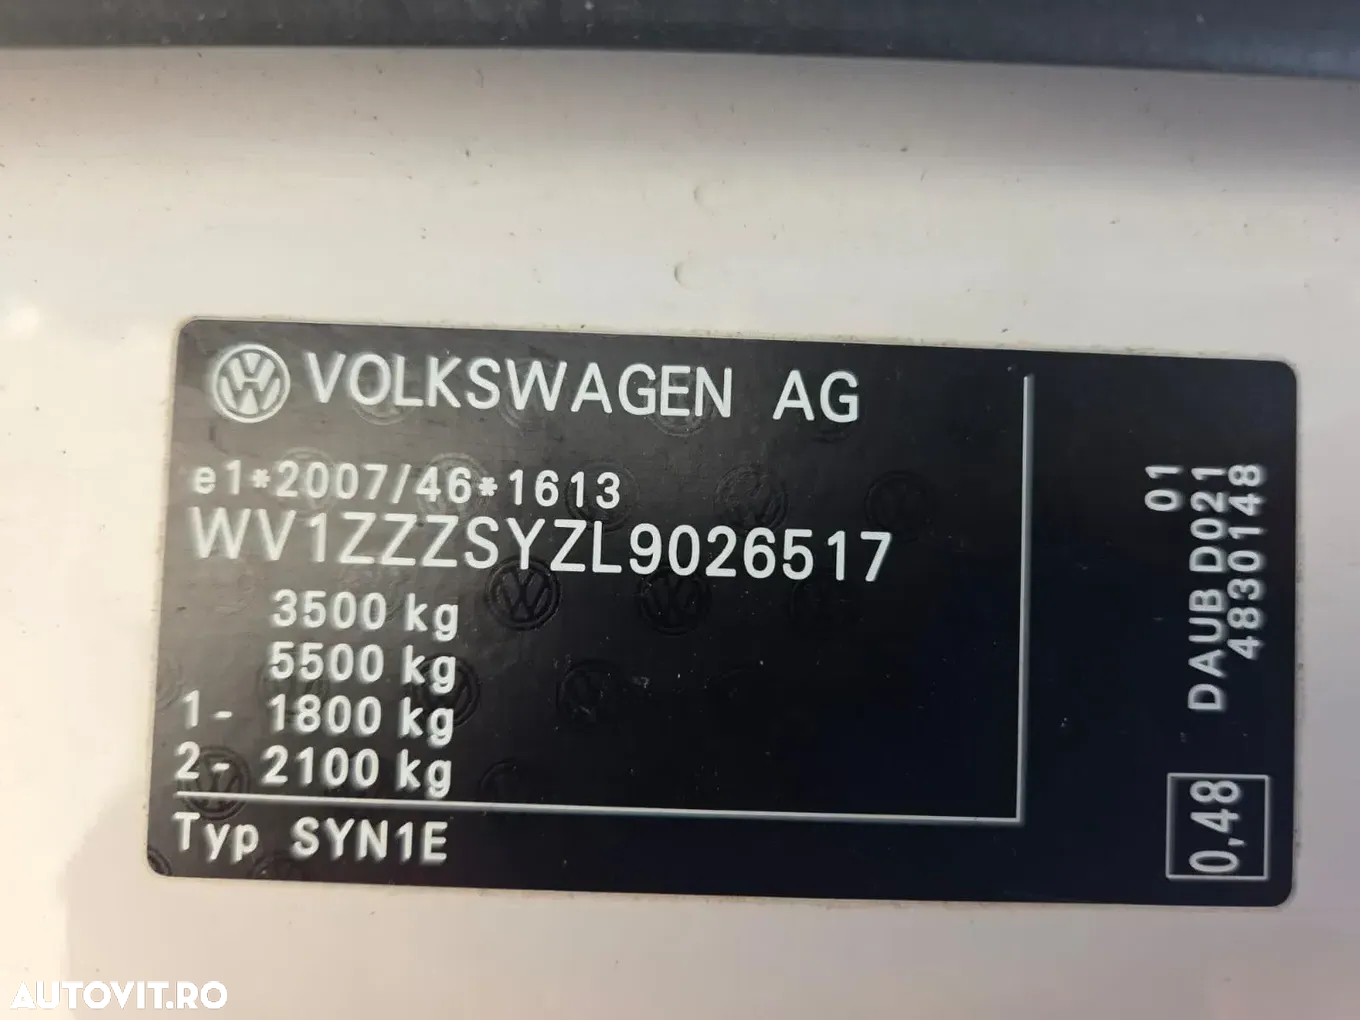 VOLKSWAGEN AG
e1*2007/46*1613
WV1ZZZSYZL9026517
3500 kg
5500 kg
1- 1800 kg
2- 2100 kg
Typ SYN1E
01
DAUB D021
48330148
0,48
AUTOVIT.RO